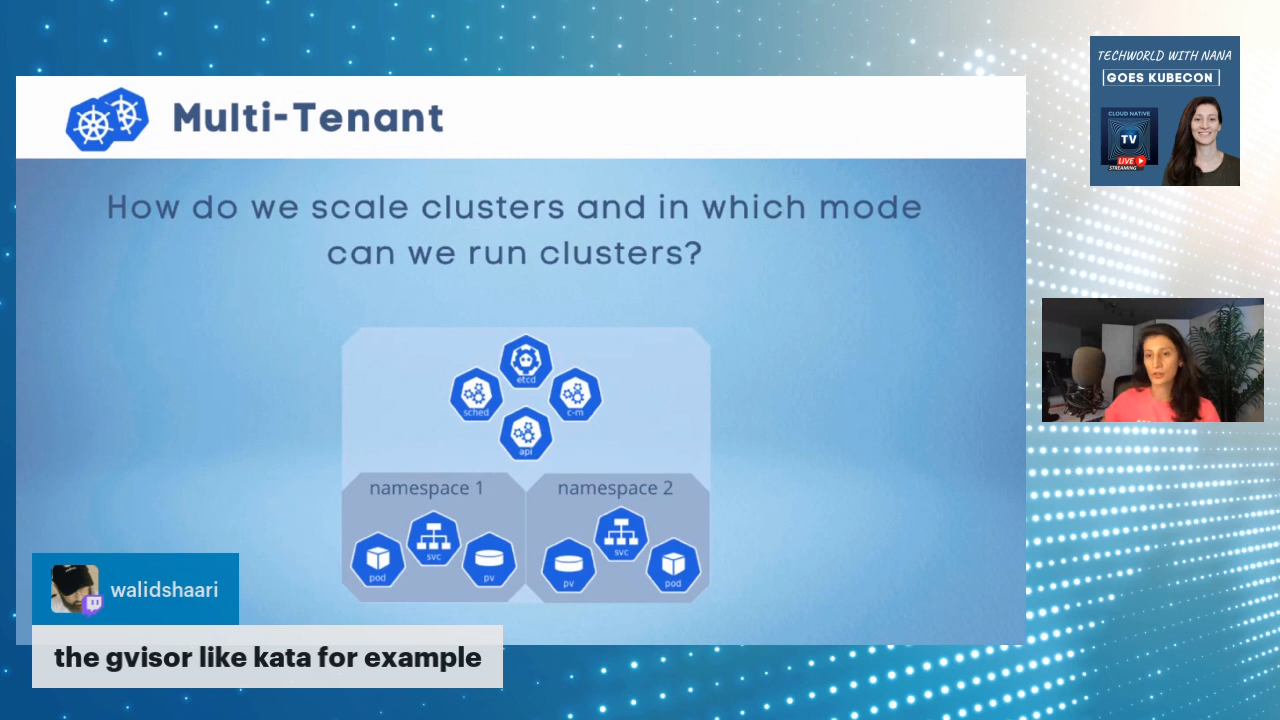 Multi-Tenant
How do we scale clusters and in which mode
can we run clusters?
etcd
sched
c-m
api
namespace 1
namespace 2
svc
pod
pv
svc
pv
pod
walidshaari
the gvisor like kata for example
TECHWORLD WITH NANA
GOES KUBECON
CLOUD NATIVE
TV
LIVE
STREAMING